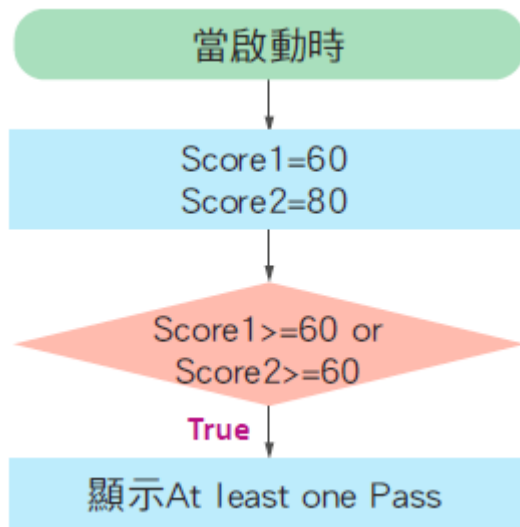 當啟動時
Score1=60
Score2=80
Score1>=60 or
Score2>=60
True
顯示At least one Pass